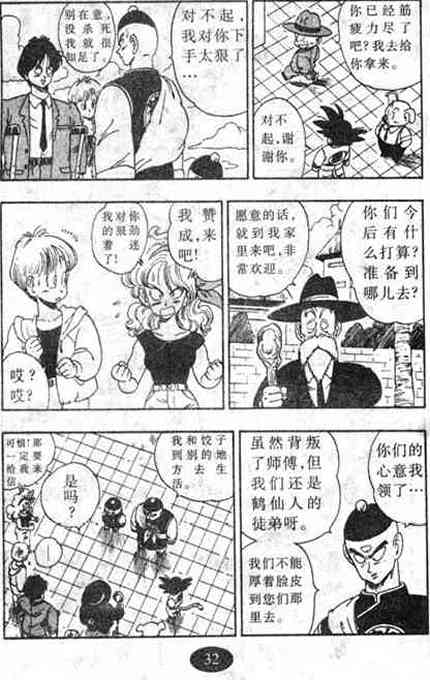 你已经筋
疲力尽了
吧?我去给
你拿来。
对不
起,谢
谢你。
对不起,
我对你下
手太狠了
…
别在意,
没杀死
我就很
知足了。
你们今
后有什
么打算?
准备到
哪儿去?
愿意的话,
就到我家
里来吧,非
常欢迎。
我赞
成,来
吧!
我对你
的狠劲
着迷
了!
哎?
哎?
你们的
心意我
领了…
虽然背叛
了师傅,但
我们还是
鹤仙人的
徒弟呀。
我们不能
厚着脸皮
到您们那
里去。
我和饺子
到别的地
方去生
活。
是
吗?
可惜!那
一定要
给我来
信。
32